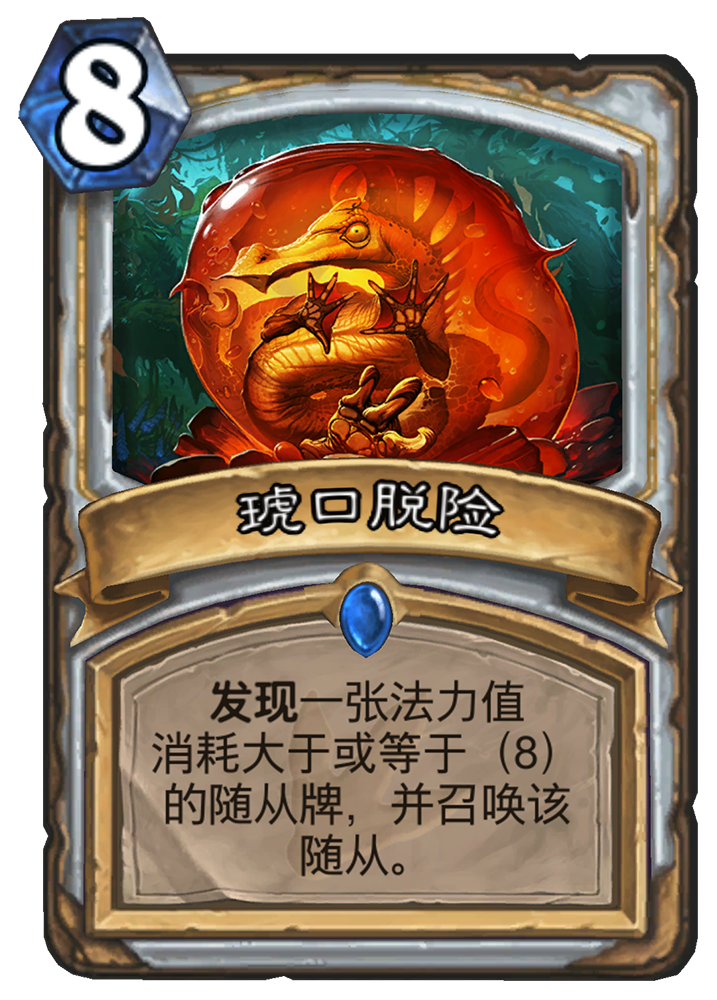 8
琥口脱险
发现一张法力值
消耗大于或等于（8）
的随从牌，并召唤该
随从。